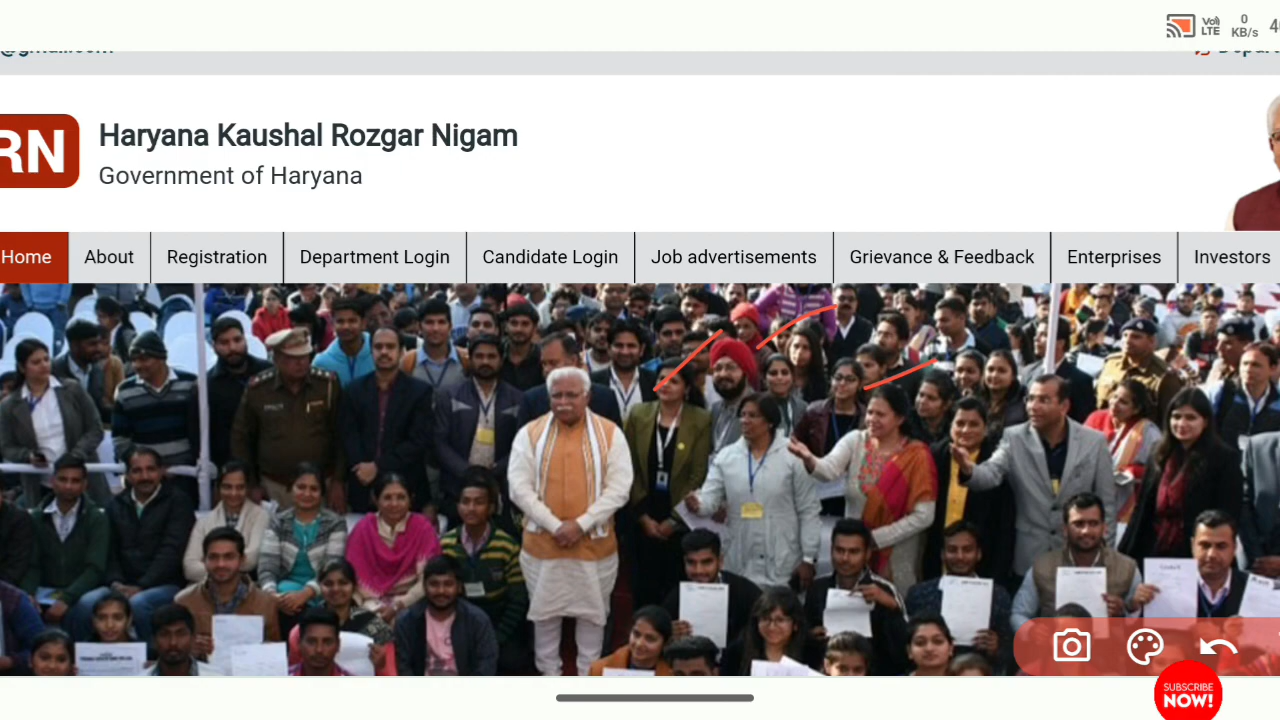 Vo)) LTE
0 KB/s
Haryana Kaushal Rozgar Nigam
RN
Government of Haryana
Home About Registration Department Login Candidate Login Job advertisements Grievance & Feedback Enterprises Investors
SUBSCRIBE
NOW!